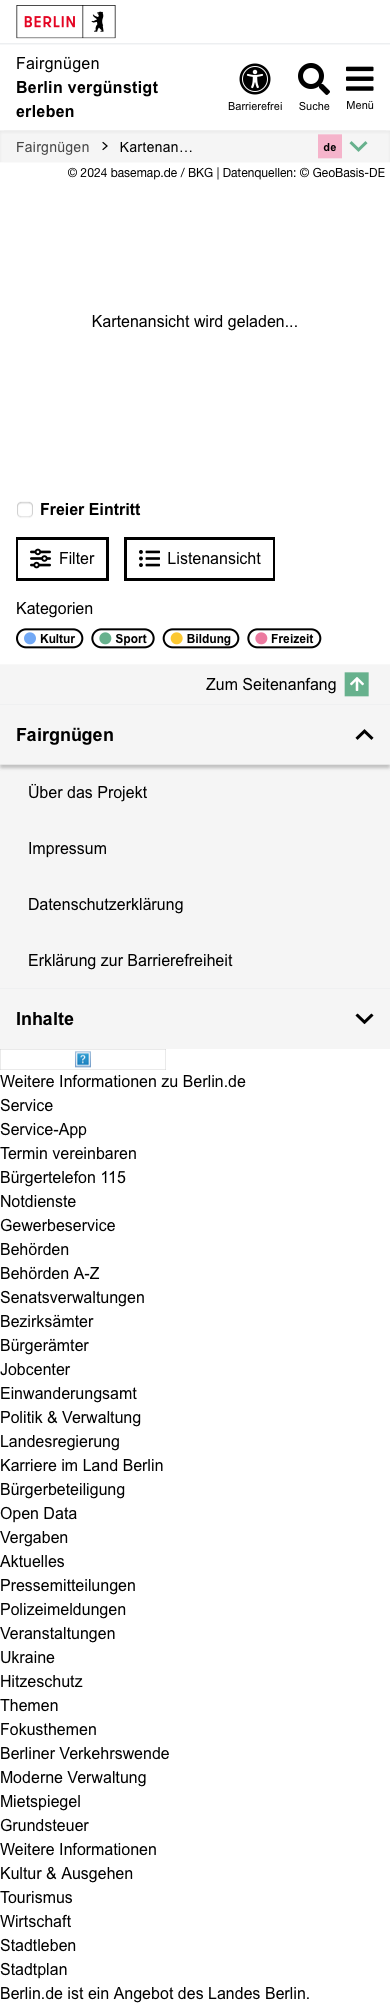 BERLIN
Fairgnügen
Berlin vergünstigt
erleben
Barrierefrei
Suche
Menü
Fairgnügen > Kartenan…
de
© 2024 basemap.de / BKG | Datenquellen: © GeoBasis-DE
Kartenansicht wird geladen...
Freier Eintritt
Filter
Listenansicht
Kategorien
Kultur
Sport
Bildung
Freizeit
Zum Seitenanfang
Fairgnügen
Über das Projekt
Impressum
Datenschutzerklärung
Erklärung zur Barrierefreiheit
Inhalte
?
Weitere Informationen zu Berlin.de
Service
Service-App
Termin vereinbaren
Bürgertelefon 115
Notdienste
Gewerbeservice
Behörden
Behörden A-Z
Senatsverwaltungen
Bezirksämter
Bürgerämter
Jobcenter
Einwanderungsamt
Politik & Verwaltung
Landesregierung
Karriere im Land Berlin
Bürgerbeteiligung
Open Data
Vergaben
Aktuelles
Pressemitteilungen
Polizeimeldungen
Veranstaltungen
Ukraine
Hitzeschutz
Themen
Fokusthemen
Berliner Verkehrswende
Moderne Verwaltung
Mietspiegel
Grundsteuer
Weitere Informationen
Kultur & Ausgehen
Tourismus
Wirtschaft
Stadtleben
Stadtplan
Berlin.de ist ein Angebot des Landes Berlin.